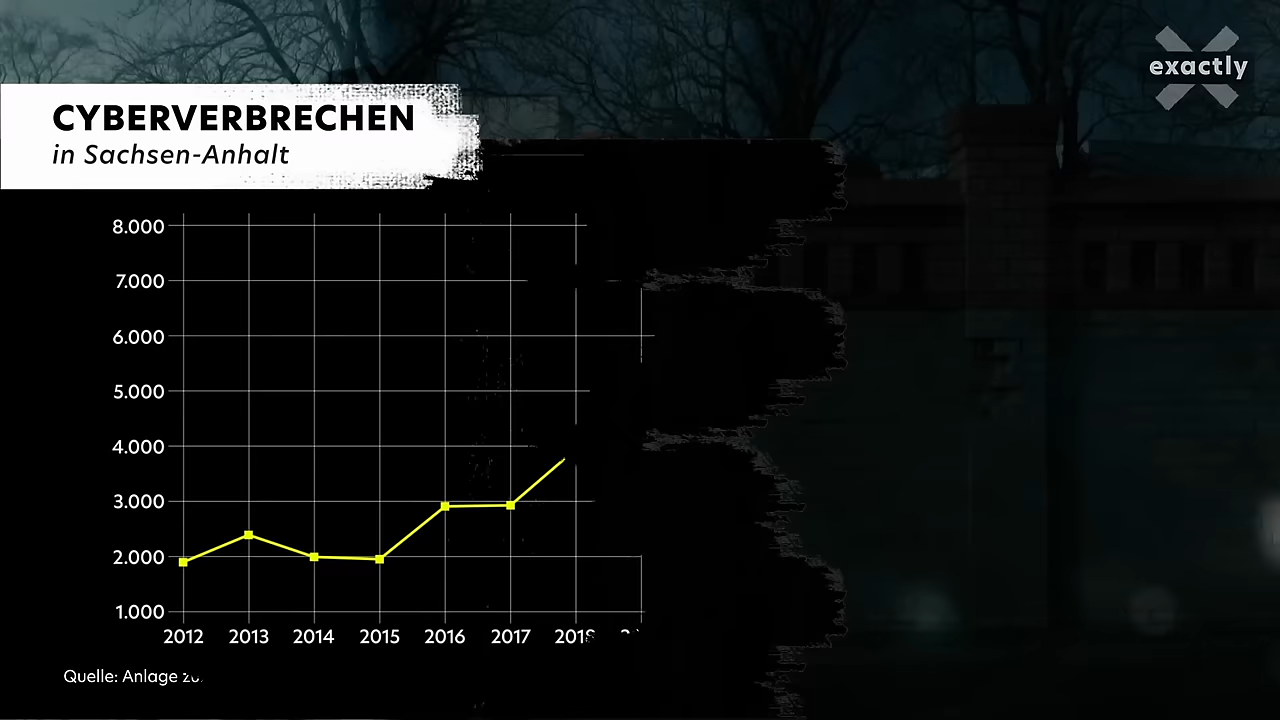 exactly
CYBERVERBRECHEN
in Sachsen-Anhalt
8.000
7.000
6.000
5.000
4.000
3.000
2.000
1.000
2012 2013 2014 2015 2016 2017 2018
Quelle: Anlage